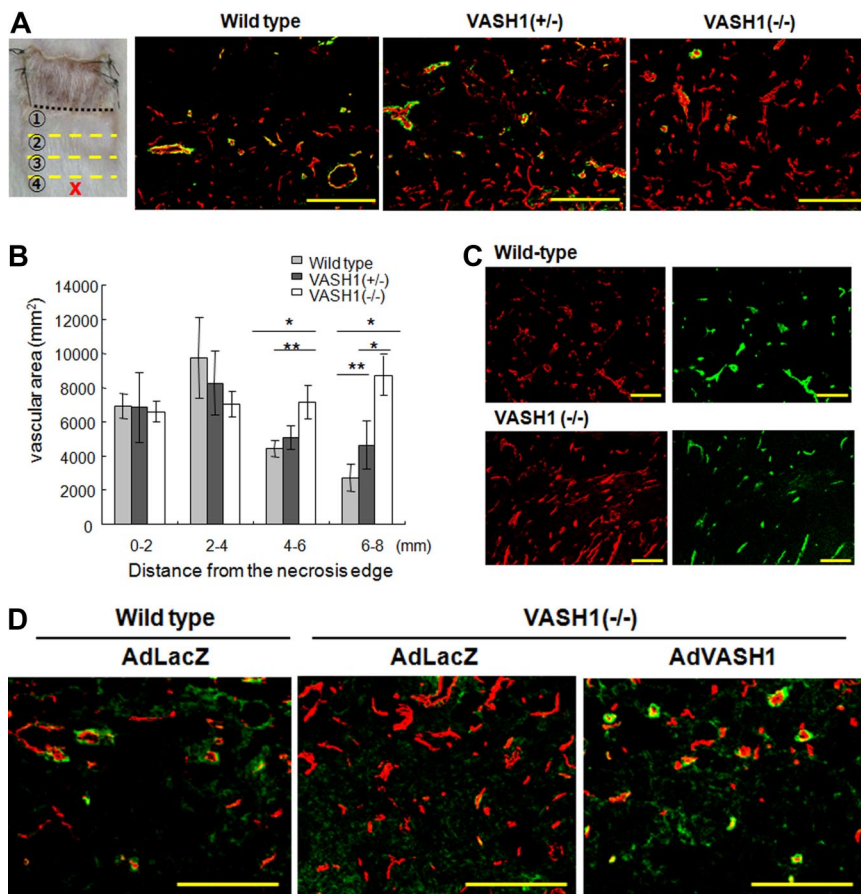 A
Wild type
VASH1(+/-)
VASH1(-/-)
①
②
③
④
X
B
14000
12000
10000
8000
6000
4000
2000
0
vascular area (mm²)
Wild type
VASH1(+/-)
VASH1(-/-)
*
**
*
*
**
0-2
2-4
4-6
6-8
(mm)
Distance from the necrosis edge
C
Wild-type
VASH1 (-/-)
D
Wild type
VASH1(-/-)
AdLacZ
AdLacZ
AdVASH1